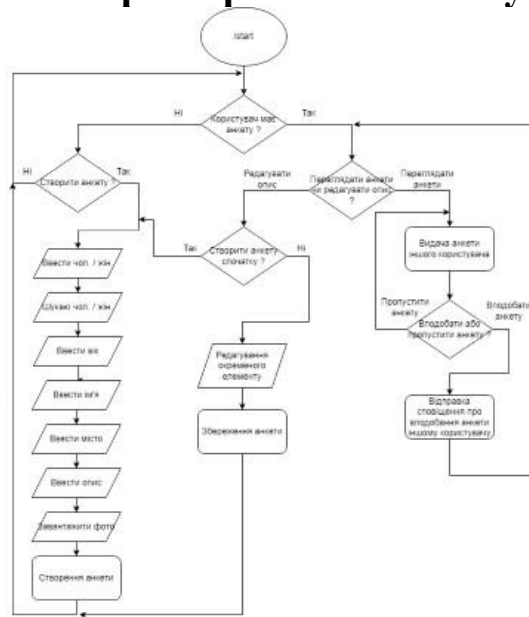 /start
Користувач має
анкету ?
Ні
Так
Ні
Так
Створити анкету ?
Редагувати
опис
Переглядати анкети
чи редагувати опис
?
Переглядати
анкети
Так
Створити анкету
спочатку ?
Ні
Видача анкети
іншого користувача
Пропустити
анкету
Вподобати
анкету
Вподобати або
пропустити анкету ?
Ввести чол. / жін
Шукаю чол. / жін
Ввести вік
Ввести ім'я
Ввести місто
Ввести опис
Завантажити фото
Створення анкети
Редагування
окремого
елементу
Збереження анкети
Відправка
сповіщення про
вподобання анкети
іншому користувачу